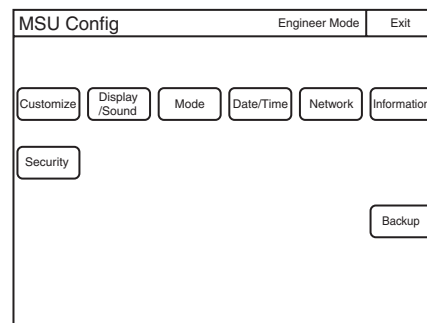 MSU Config Engineer Mode Exit
Customize Display /Sound Mode Date/Time Network Information
Security
Backup